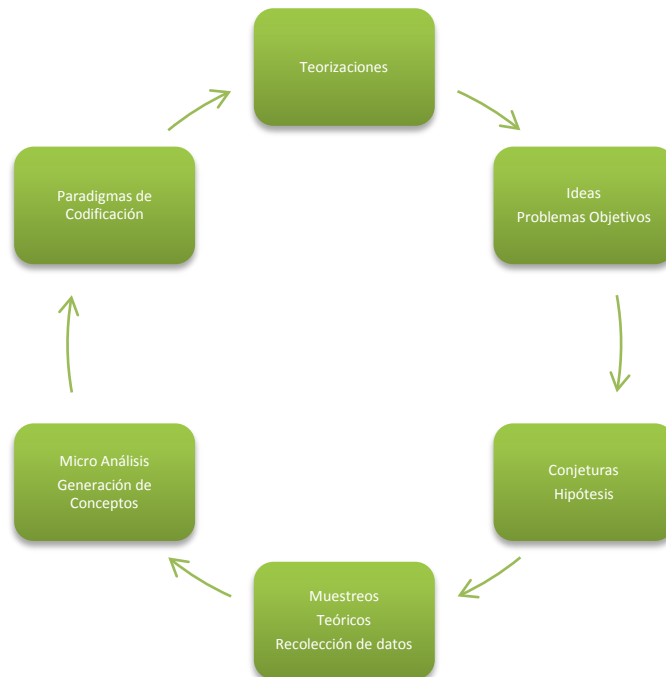 Teorizaciones
Ideas
Problemas Objetivos
Conjeturas
Hipótesis
Muestreos
Teóricos
Recolección de datos
Micro Análisis
Generación de
Conceptos
Paradigmas de
Codificación